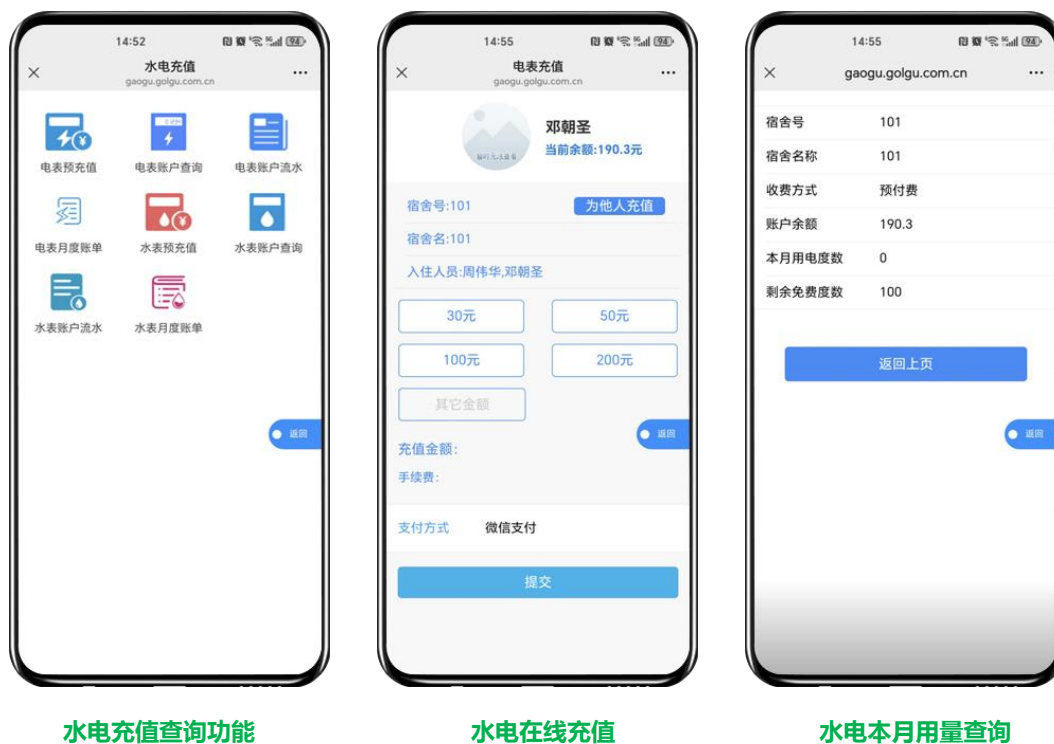 14:52
94
水电充值
gaogu.golgu.com.cn
电表预充值
电表账户查询
电表账户流水
电表月度账单
水表预充值
水表账户查询
水表账户流水
水表月度账单
返回
水电充值查询功能
14:55
94
电表充值
gaogu.golgu.com.cn
邓朝圣
当前余额:190.3元
宿舍号:101
为他人充值
宿舍名:101
入住人员:周伟华,邓朝圣
30元
50元
100元
200元
其它金额
返回
充值金额:
手续费:
支付方式 微信支付
提交
水电在线充值
14:55
94
gaogu.golgu.com.cn
宿舍号 101
宿舍名称 101
收费方式 预付费
账户余额 190.3
本月用电度数 0
剩余免费度数 100
返回上页
返回
水电本月用量查询